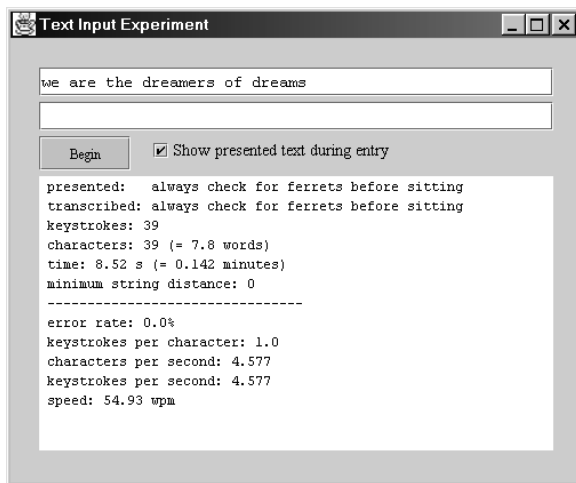 Text Input Experiment
we are the dreamers of dreams
Begin Show presented text during entry
presented: always check for ferrets before sitting
transcribed: always check for ferrets before sitting
keystrokes: 39
characters: 39 (= 7.8 words)
time: 8.52 s (= 0.142 minutes)
minimum string distance: 0
--------------------------------
error rate: 0.0%
keystrokes per character: 1.0
characters per second: 4.577
keystrokes per second: 4.577
speed: 54.93 wpm